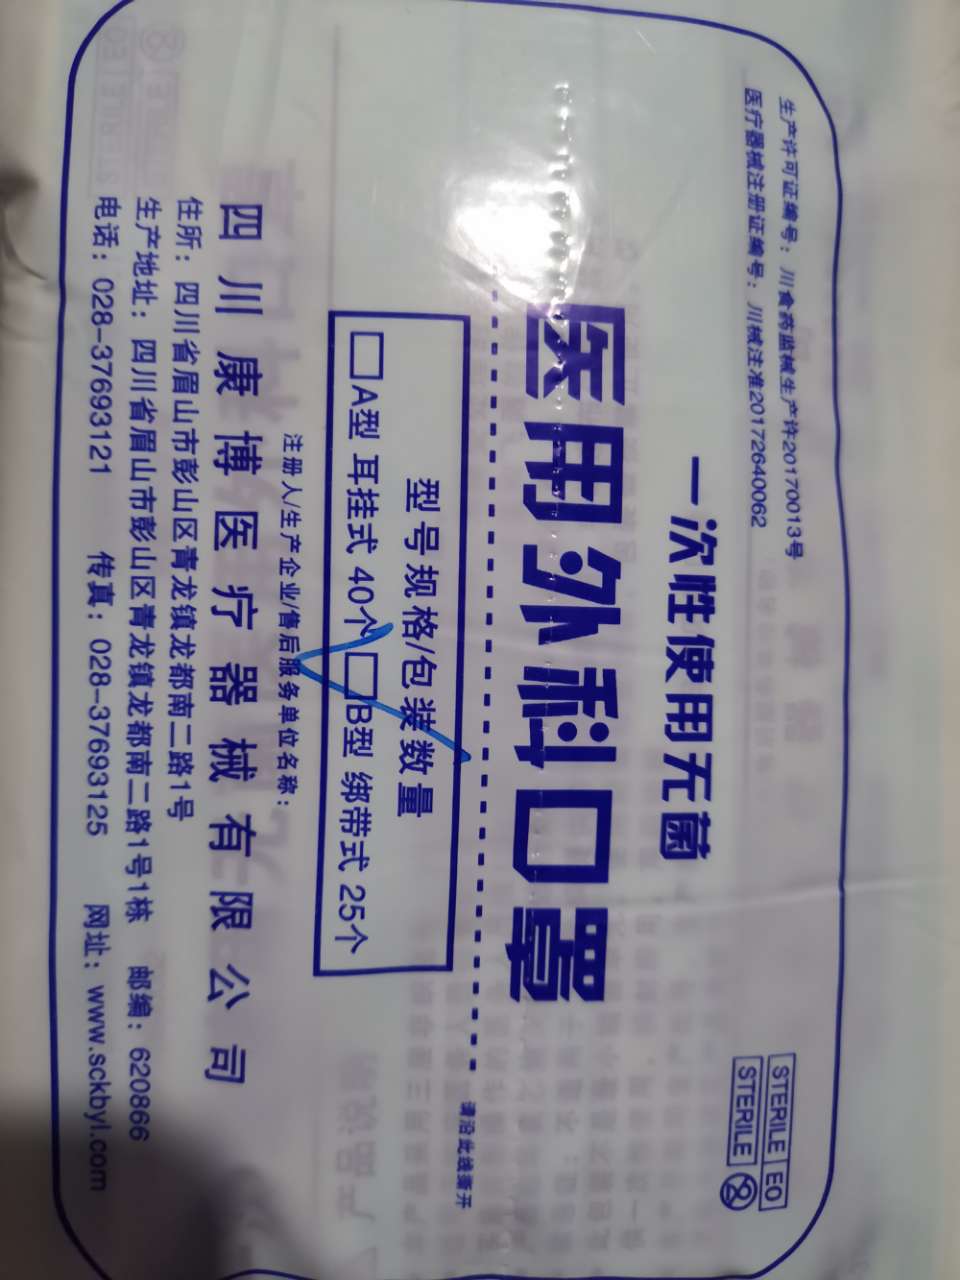 生产许可证编号：川食药监械生产许20170013号
医疗器械注册证编号：川械注准20172640062
一次性使用无菌
医用外科口罩
STERILE EO
STERILE
请沿此线撕开
型号规格/包装数量
□A型 耳挂式 40个 □B型 绑带式 25个
注册人/生产企业/售后服务单位名称：
四川康博医疗器械有限公司
住所：四川省眉山市彭山区青龙镇龙都南二路1号
生产地址：四川省眉山市彭山区青龙镇龙都南二路1号1栋 邮编：620866
电话：028-37693121 传真：028-37693125 网址：www.sckbyl.com